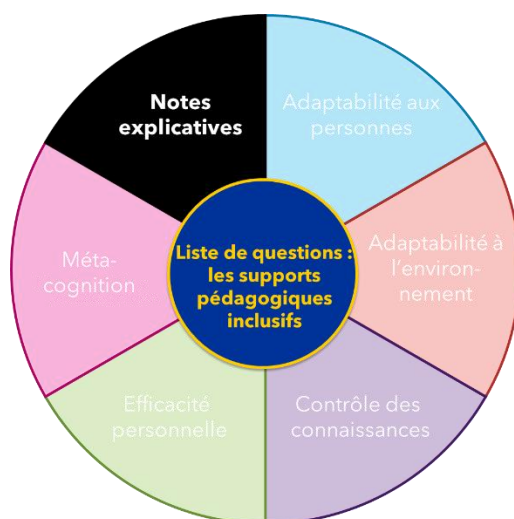 Notes
explicatives
Adaptabilité aux
personnes
Méta-
cognition
Liste de questions :
les supports
pédagogiques
inclusifs
Adaptabilité à
l'environ-
nement
Efficacité
personnelle
Contrôle des
connaissances